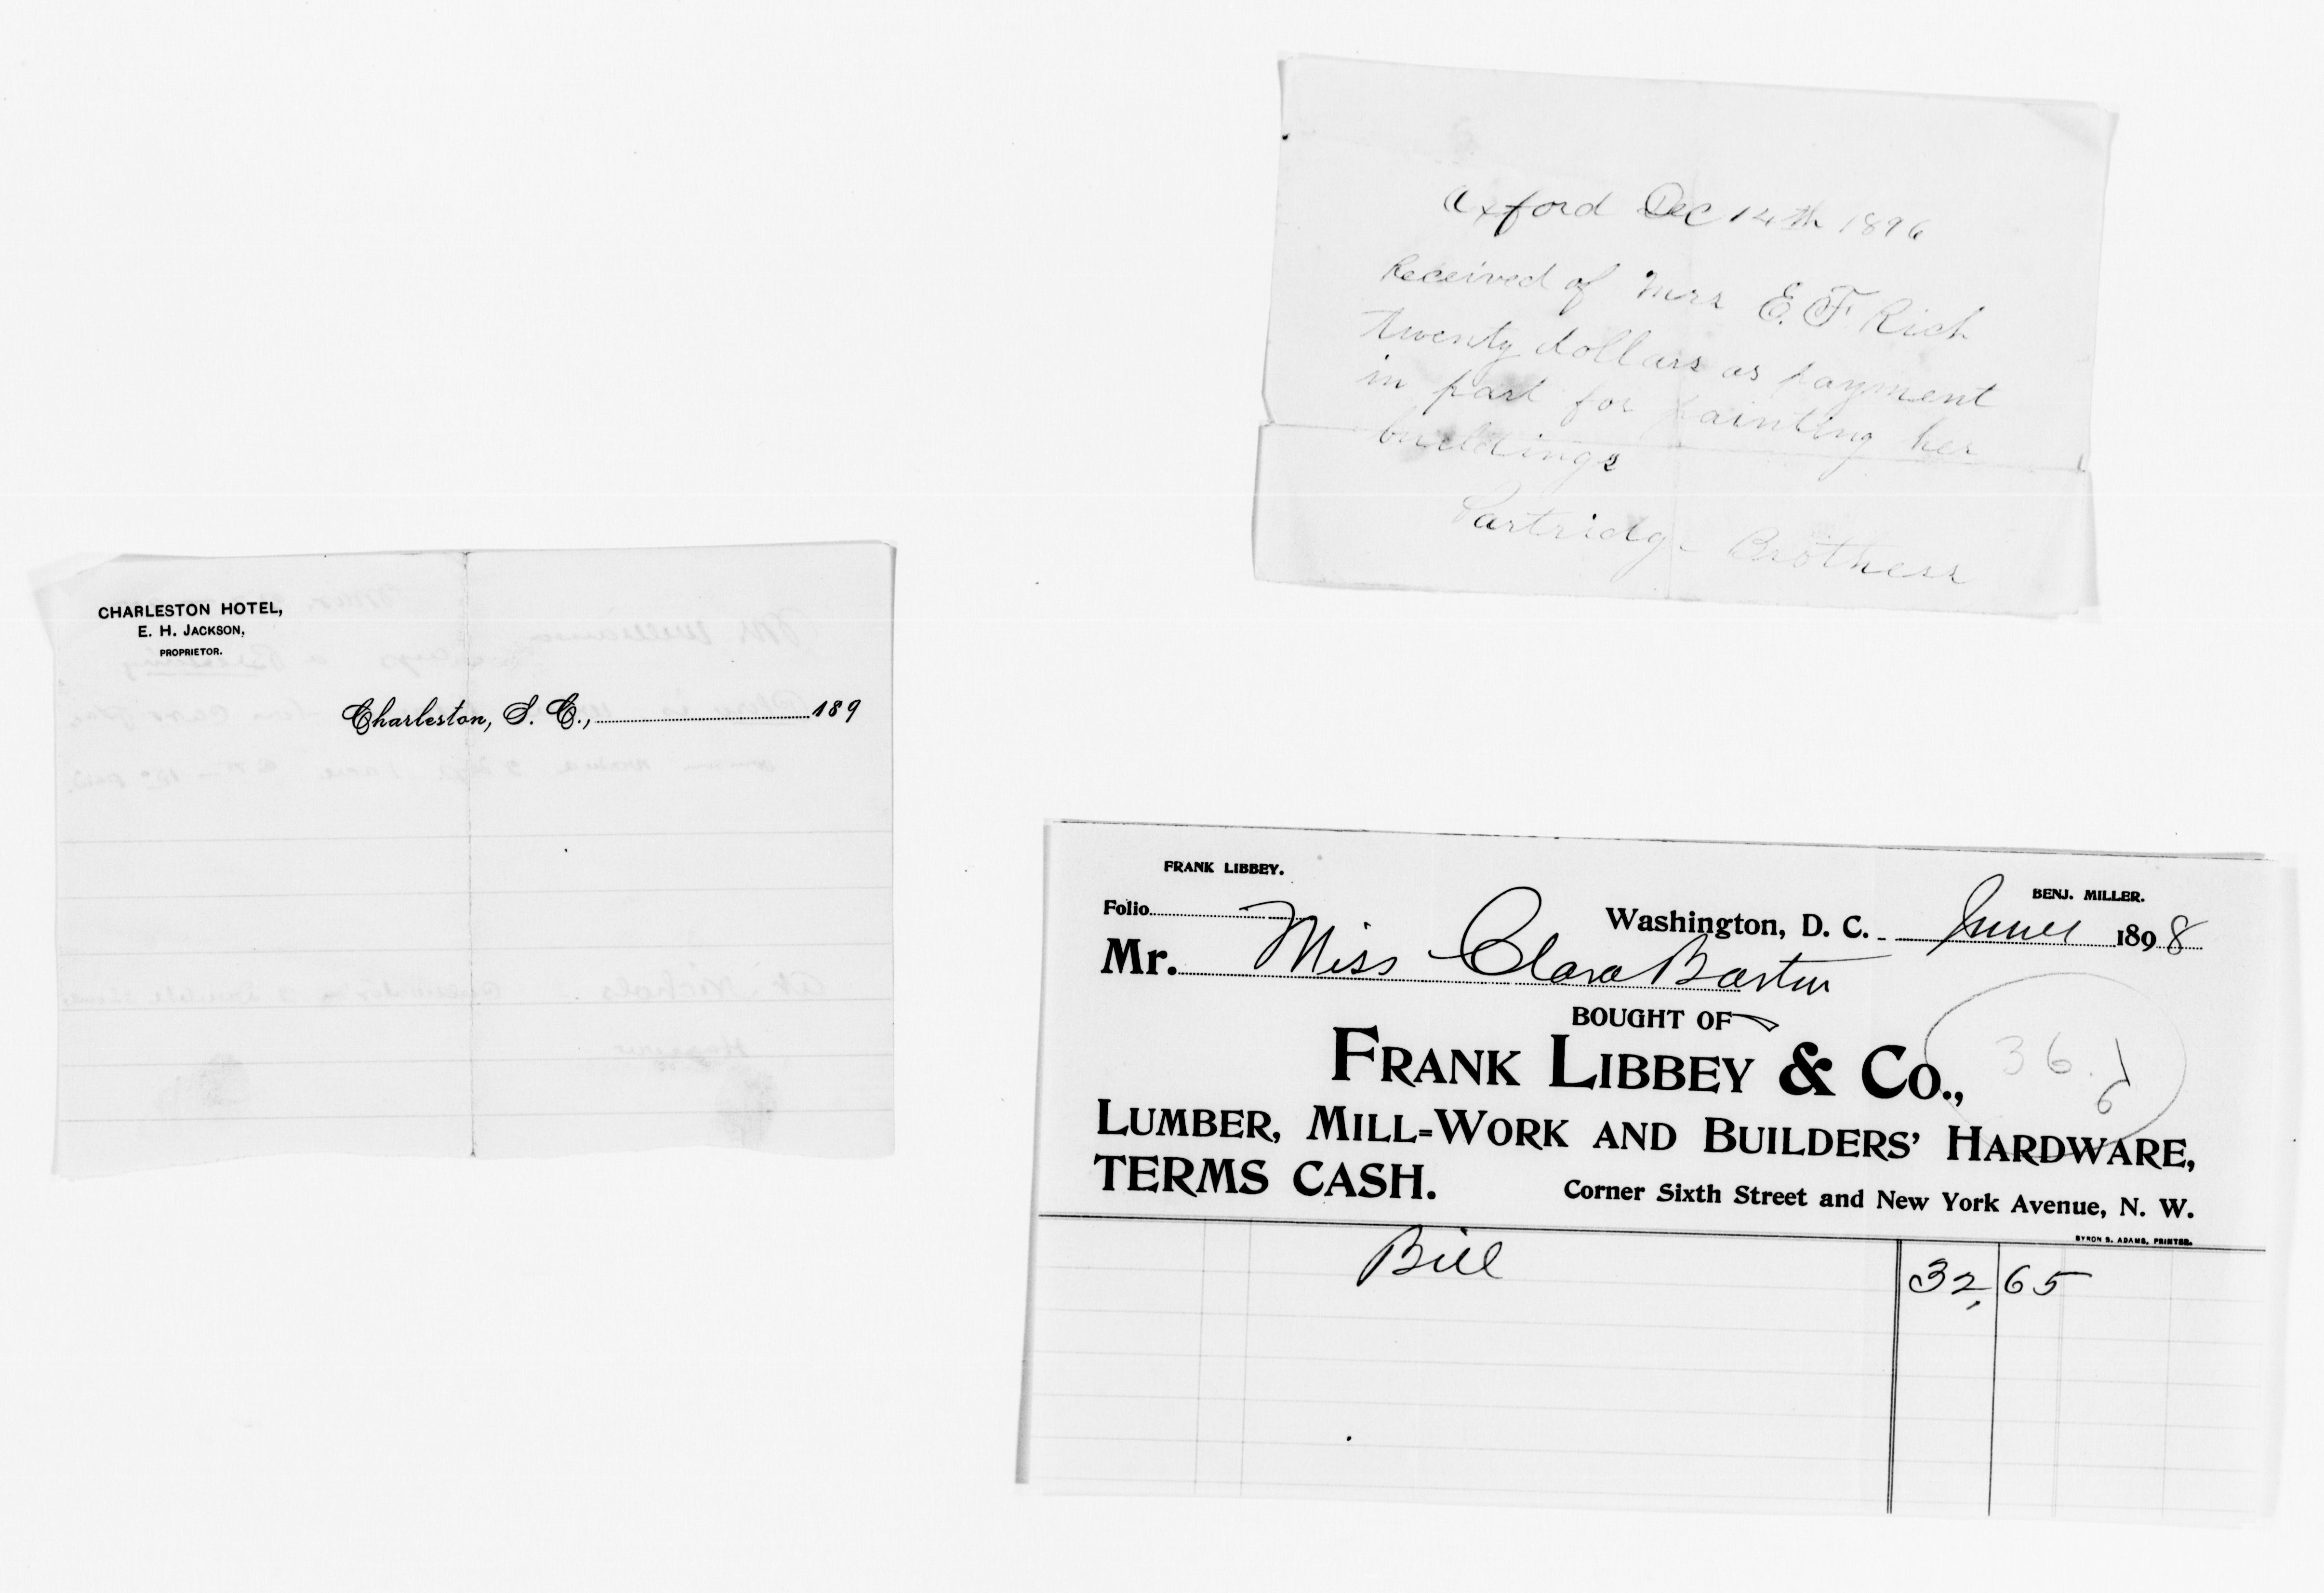 Oxford Dec 14th 1896
Received of Mrs E. F. Rich
twenty dollars as payment
in part for painting her
buildings
Partridge Brothers
CHARLESTON HOTEL,
E. H. JACKSON,
PROPRIETOR.
Charleston, S. C., 189
FRANK LIBBEY.
BENJ. MILLER.
Folio
Washington, D. C. 1898
Mr. Miss Clara Barton
BOUGHT OF
FRANK LIBBEY & CO.,
36.
6
LUMBER, MILL=WORK AND BUILDERS' HARDWARE,
TERMS CASH. Corner Sixth Street and New York Avenue, N. W.
BYRON S. ADAMS, PRINTER.
Bill 32,65